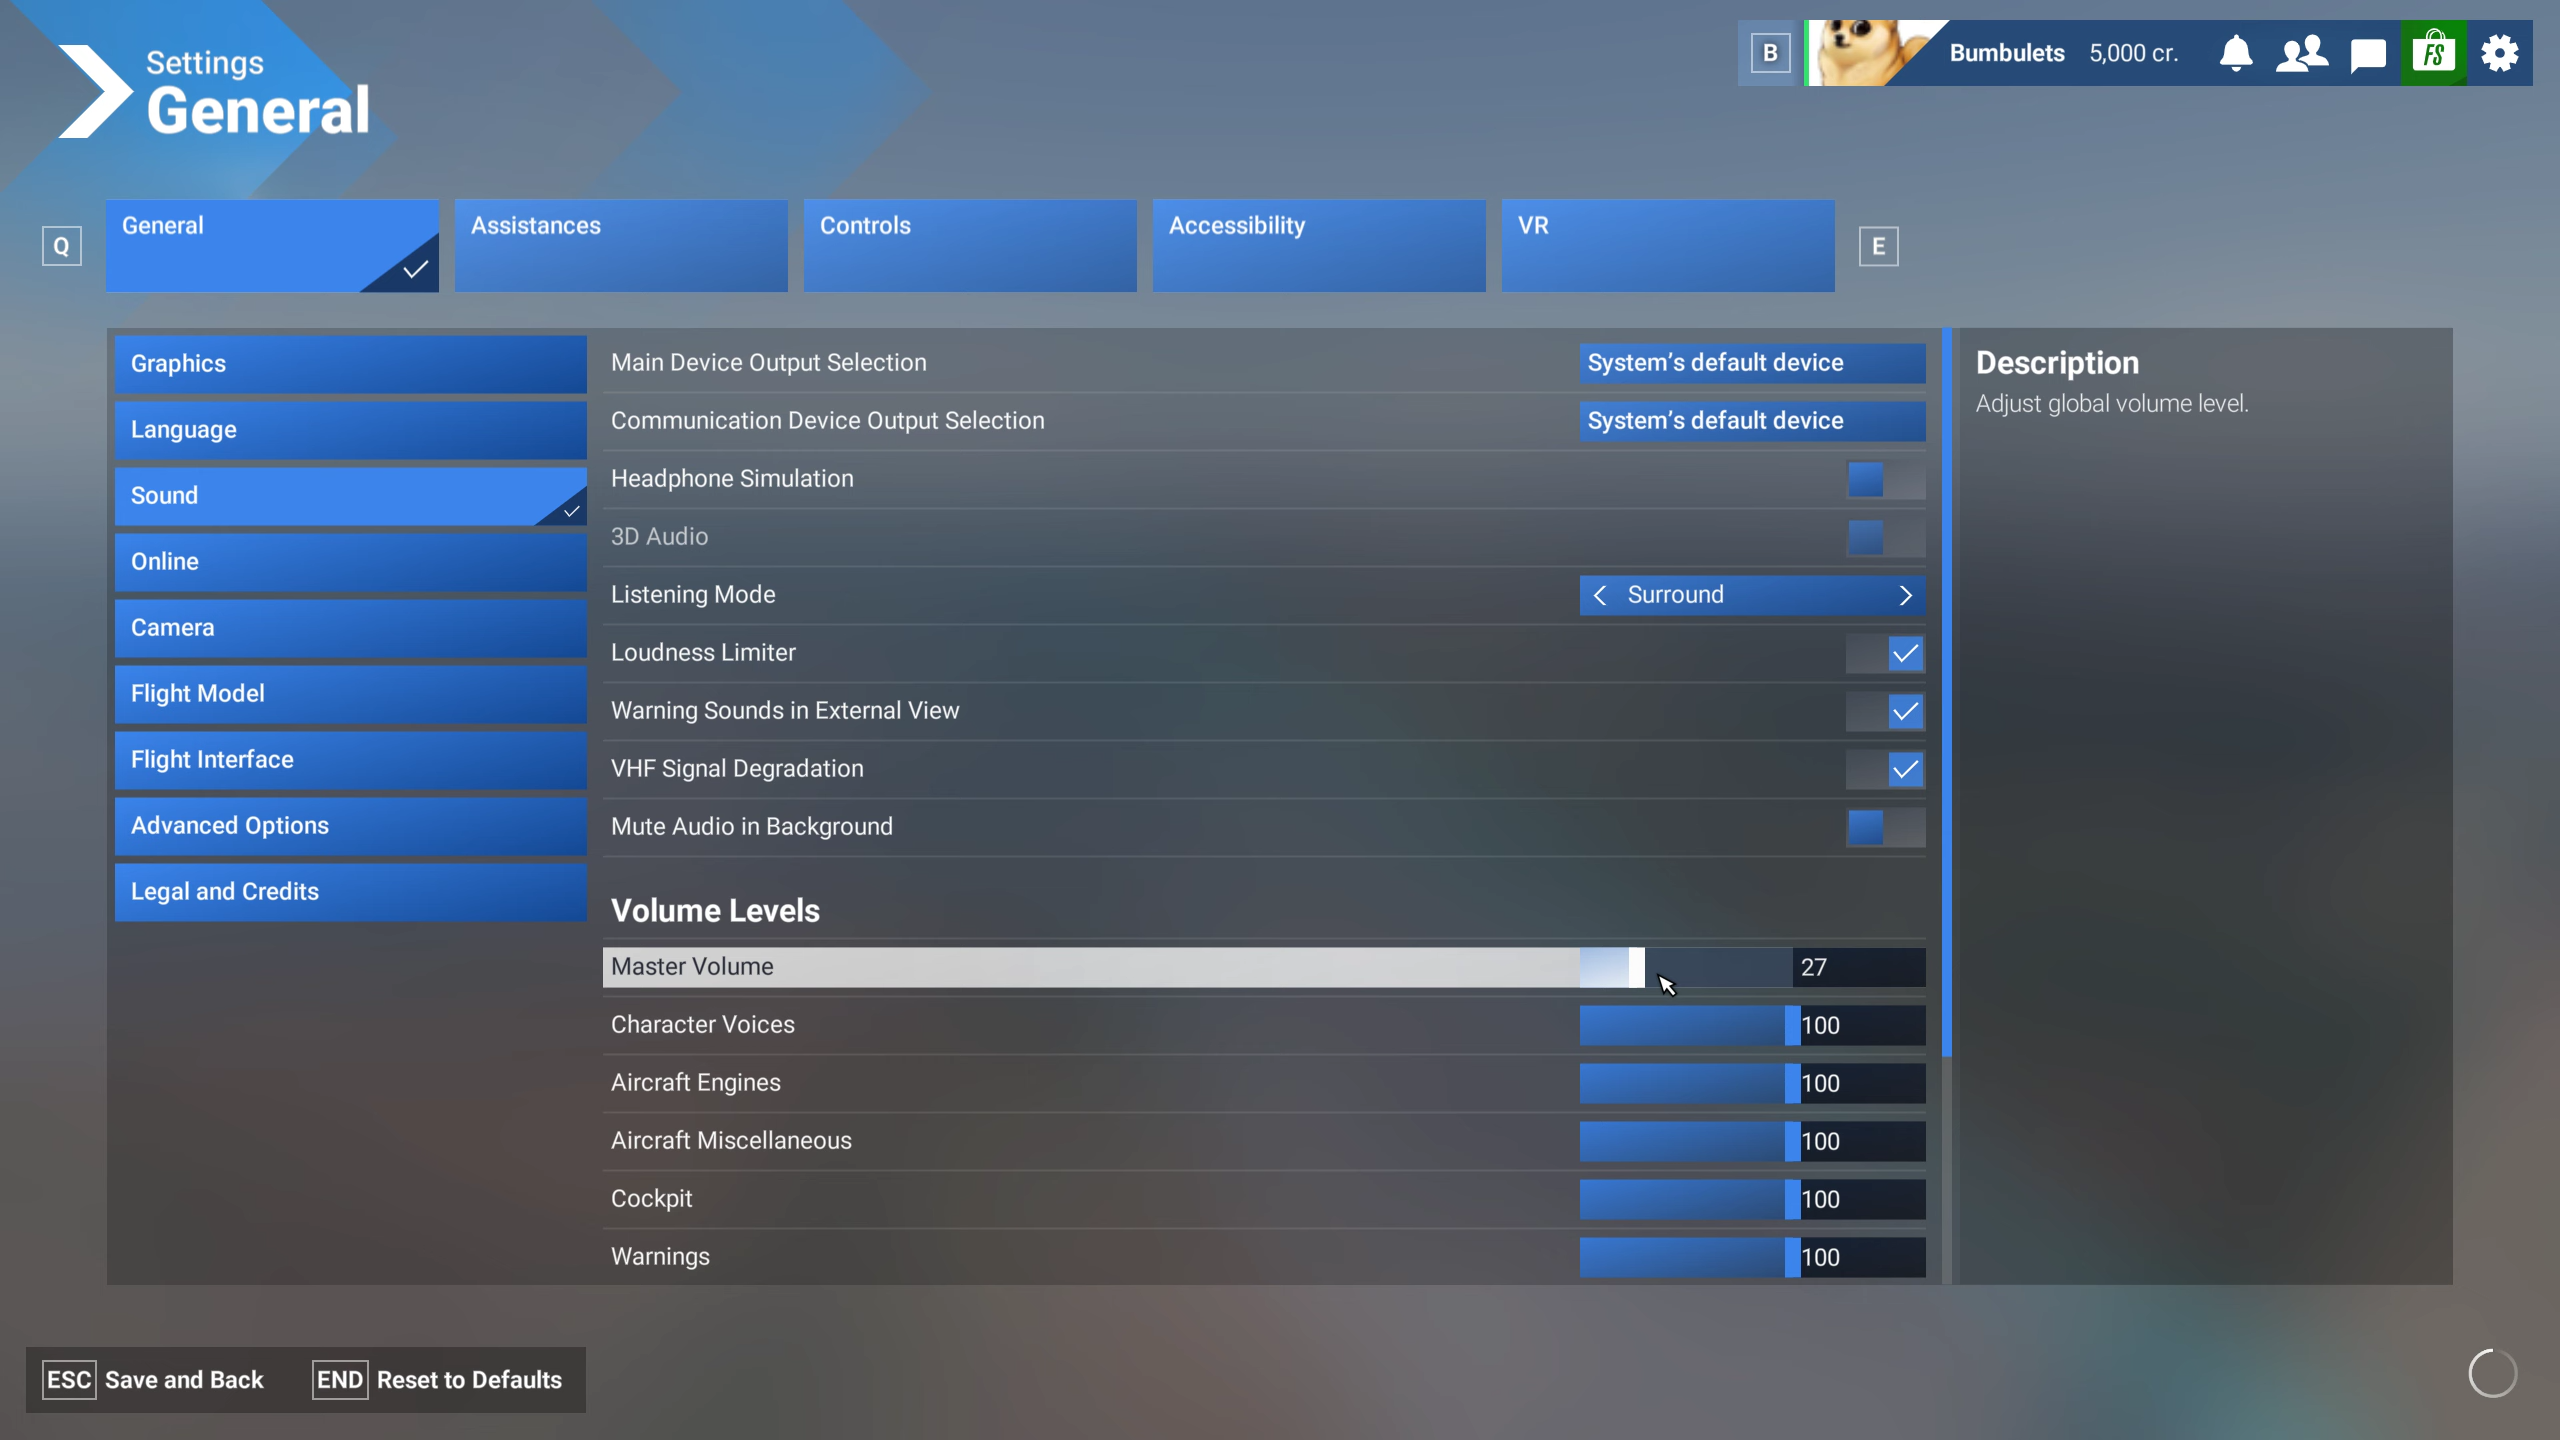 Settings
General
B
Bumbulets 5,000 cr.
FS
Q
General
Assistances
Controls
Accessibility
VR
E
Graphics
Language
Sound
Online
Camera
Flight Model
Flight Interface
Advanced Options
Legal and Credits
Main Device Output Selection System's default device
Communication Device Output Selection System's default device
Headphone Simulation
3D Audio
Listening Mode Surround
Loudness Limiter
Warning Sounds in External View
VHF Signal Degradation
Mute Audio in Background
Volume Levels
Master Volume 27
Character Voices 100
Aircraft Engines 100
Aircraft Miscellaneous 100
Cockpit 100
Warnings 100
Description
Adjust global volume level.
ESC Save and Back END Reset to Defaults